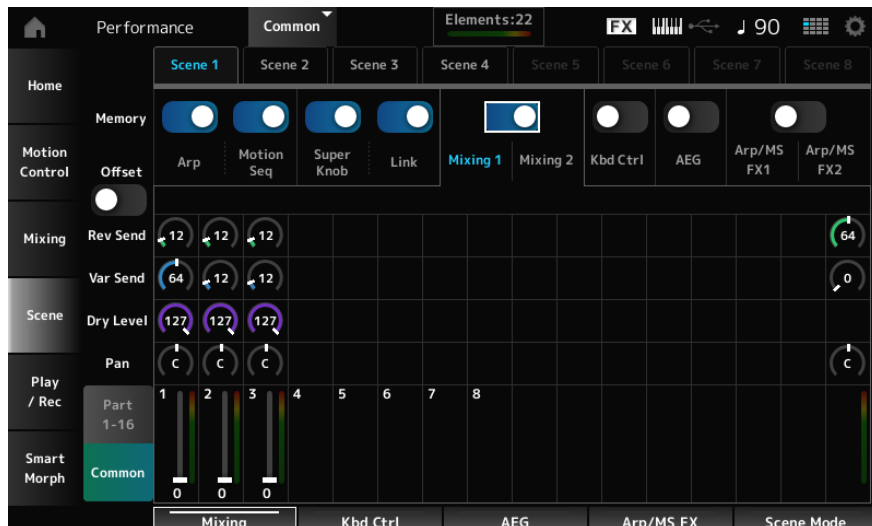 Performance Common Elements:22 FX 90
Scene 1 Scene 2 Scene 3 Scene 4 Scene 5 Scene 6 Scene 7 Scene 8
Home
Memory
Arp Motion Seq Super Knob Link Mixing 1 Mixing 2 Kbd Ctrl AEG Arp/MS FX1 Arp/MS FX2
Motion Control
Offset
Mixing
Rev Send 12 12 12 64
Var Send 64 12 12 0
Scene
Dry Level 127 127 127
Pan C C C C
Play / Rec
Part 1-16
1 2 3 4 5 6 7 8
Smart Morph
Common
0 0 0
Mixing Kbd Ctrl AEG Arp/MS FX Scene Mode